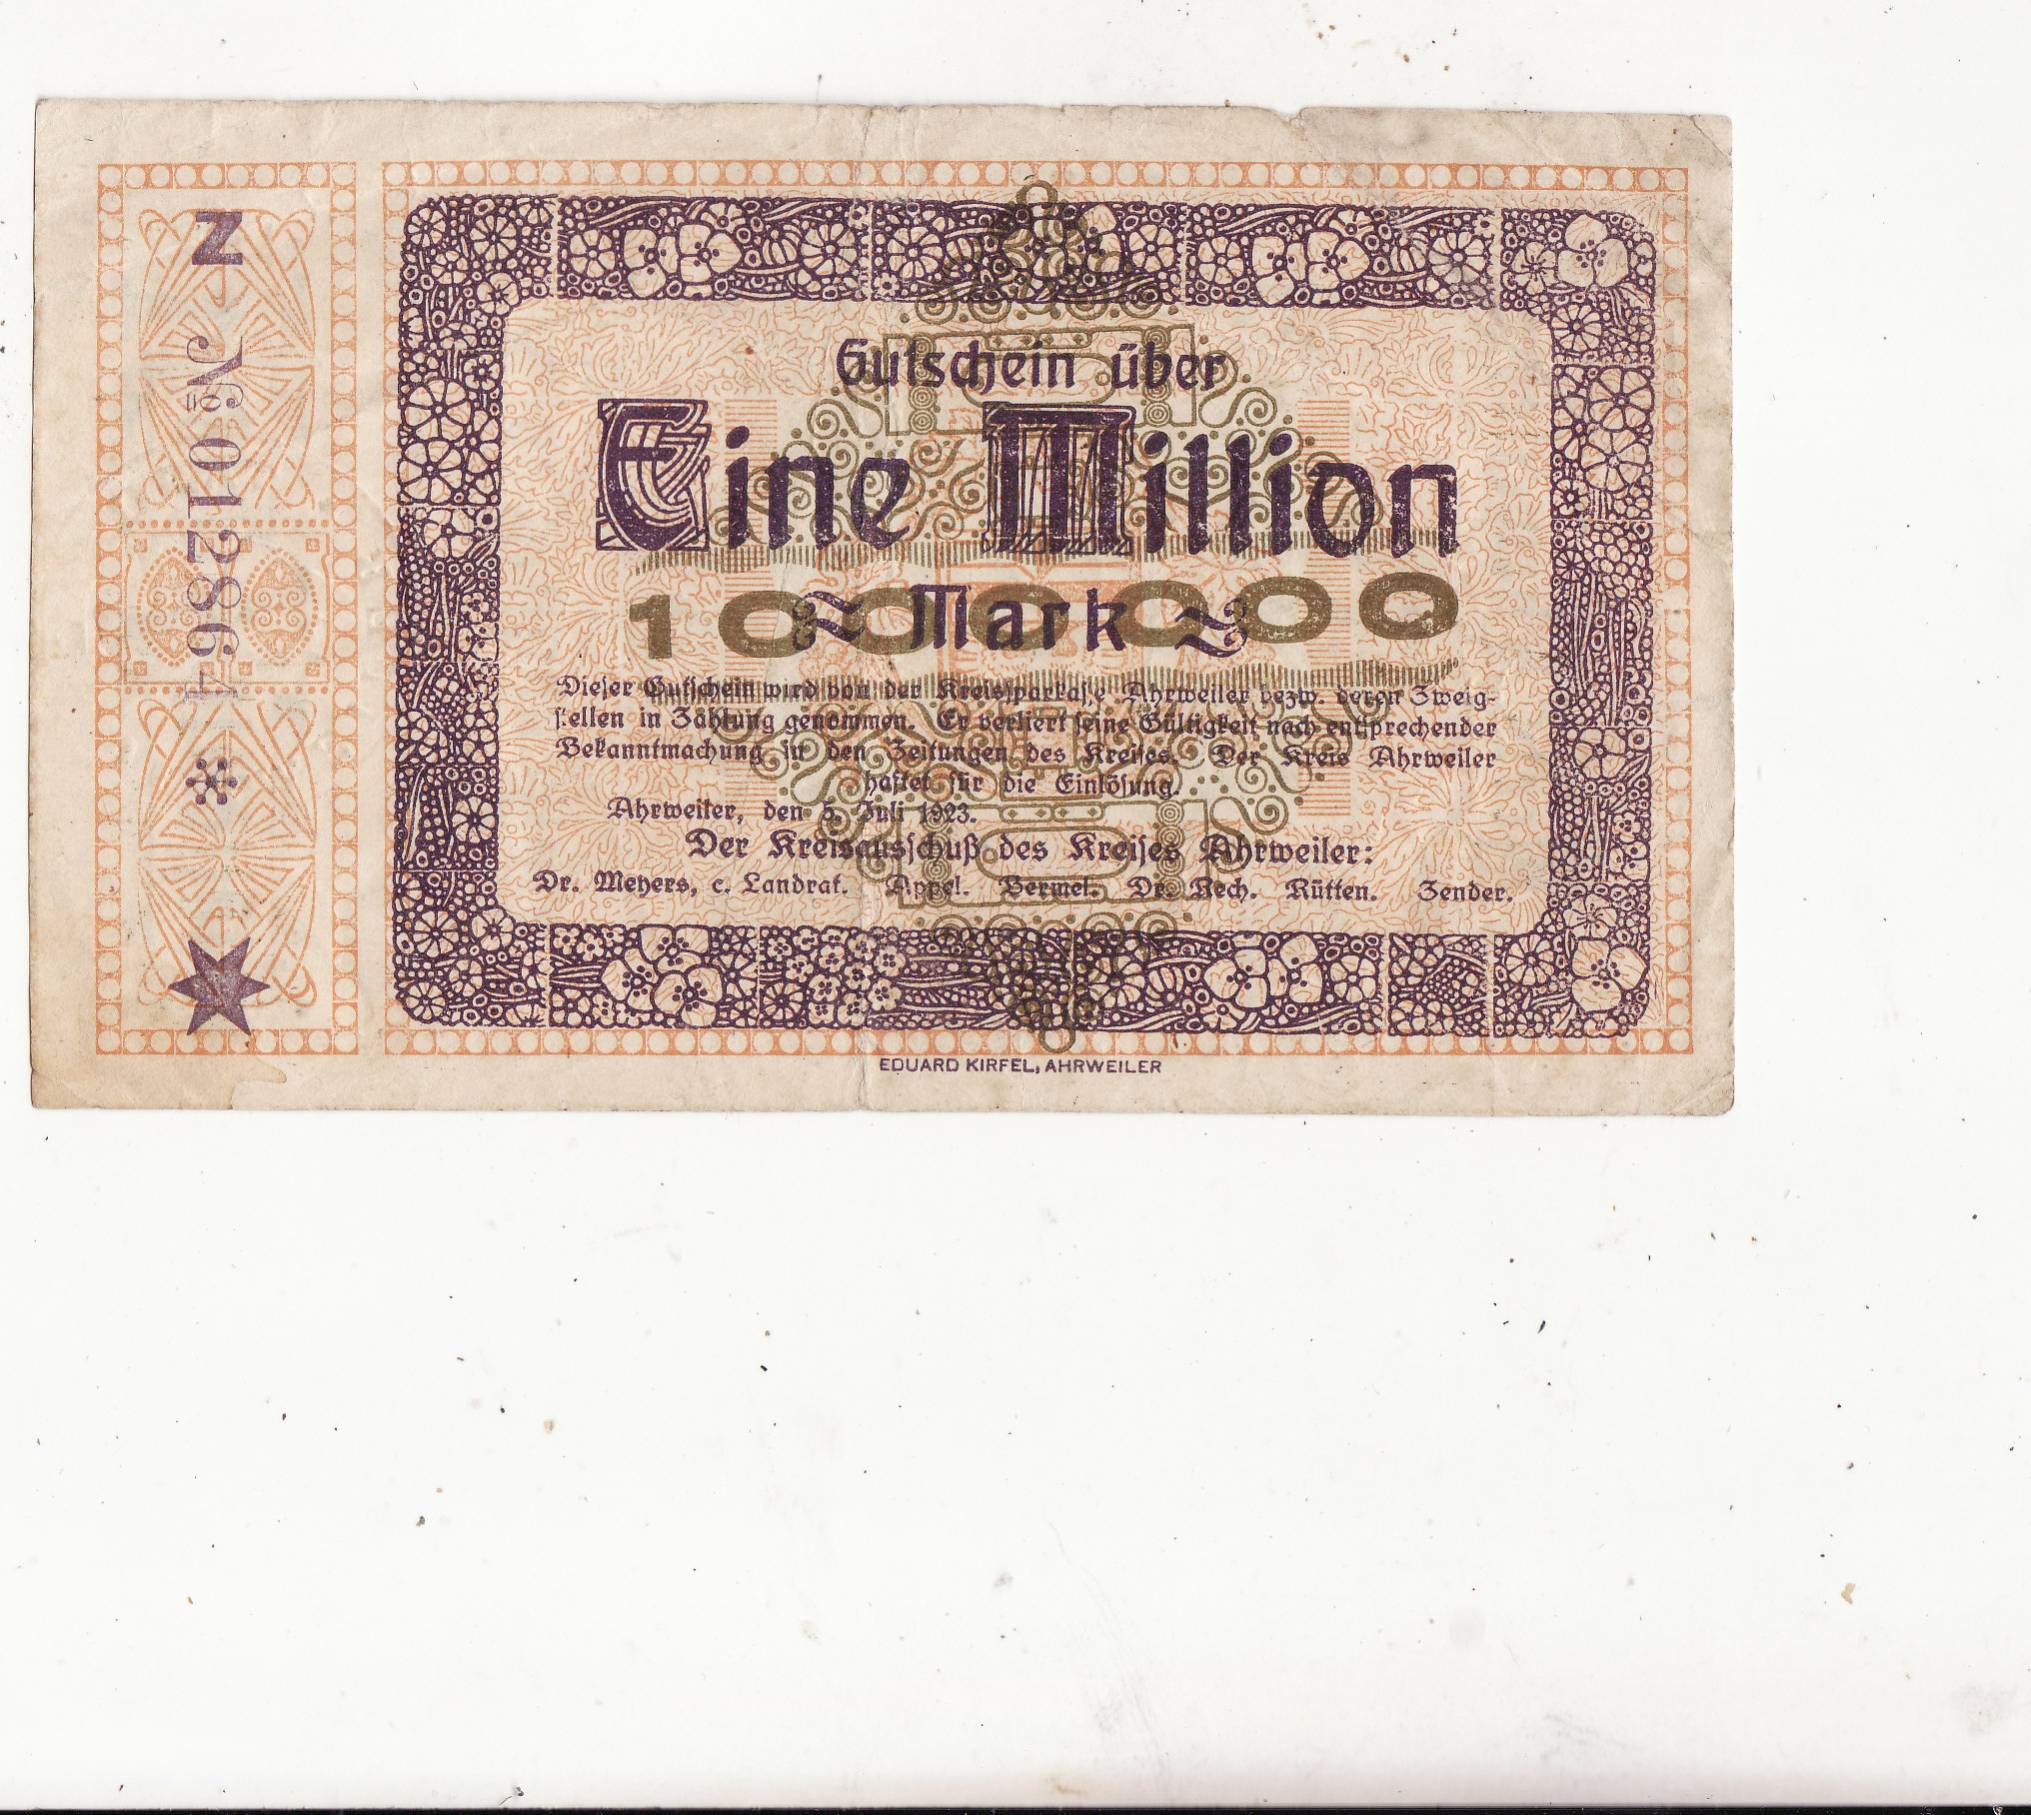 N
№ 012864 *
Gutschein über
Eine Million
1000000
Mark
Dieser Gutschein wird von der Kreissparkasse Ahrweiler bezw. deren Zweig-
stellen in Zahlung genommen. Er verliert seine Gültigkeit nach entsprechender
Bekanntmachung in den Zeitungen des Kreises. Der Kreis Ahrweiler
haftet für die Einlösung.
Ahrweiler, den 5. Juli 1923.
Der Kreisausschuß des Kreises Ahrweiler:
Dr. Meyers, c. Landrat. Appel. Bermel. Dr. Rech. Rütten. Zender.
EDUARD KIRFEL, AHRWEILER